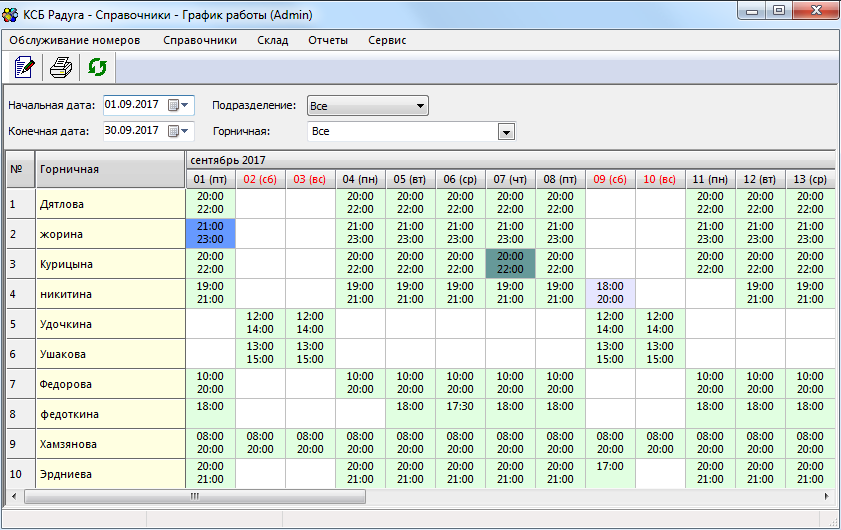 КСБ Радуга - Справочники - График работы (Admin)
Обслуживание номеров Справочники Склад Отчеты Сервис
Начальная дата: 01.09.2017 Подразделение: Все
Конечная дата: 30.09.2017 Горничная: Все
№ Горничная сентябрь 2017
01 (пт) 02 (сб) 03 (вс) 04 (пн) 05 (вт) 06 (ср) 07 (чт) 08 (пт) 09 (сб) 10 (вс) 11 (пн) 12 (вт) 13 (ср)
20:00 20:00 20:00 20:00 20:00 20:00 20:00 20:00 20:00
1 Дятлова
22:00 22:00 22:00 22:00 22:00 22:00 22:00 22:00 22:00
21:00 21:00 21:00 21:00 21:00 21:00 21:00 21:00 21:00
2 жорина
23:00 23:00 23:00 23:00 23:00 23:00 23:00 23:00 23:00
20:00 20:00 20:00 20:00 20:00 20:00 20:00 20:00 20:00
3 Курицына
22:00 22:00 22:00 22:00 22:00 22:00 22:00 22:00 22:00
19:00 19:00 19:00 19:00 19:00 19:00 18:00 19:00 19:00
4 никитина
21:00 21:00 21:00 21:00 21:00 21:00 20:00 21:00 21:00
12:00 12:00 12:00 12:00
5 Удочкина
14:00 14:00 14:00 14:00
13:00 13:00 13:00 13:00
6 Ушакова
15:00 15:00 15:00 15:00
10:00 10:00 10:00 10:00 10:00 10:00 10:00 10:00 10:00
7 Федорова
20:00 20:00 20:00 20:00 20:00 20:00 20:00 20:00 20:00
18:00 18:00 17:30 18:00 18:00 18:00 18:00 18:00
8 федоткина
08:00 08:00 08:00 08:00 08:00 08:00 08:00 08:00 08:00 08:00 08:00 08:00 08:00
9 Хамзянова
20:00 20:00 20:00 20:00 20:00 20:00 20:00 20:00 20:00 20:00 20:00 20:00 20:00
20:00 20:00 20:00 20:00 20:00 20:00 17:00 20:00 20:00 20:00
10 Эрдниева
21:00 21:00 21:00 21:00 21:00 21:00 21:00 21:00 21:00